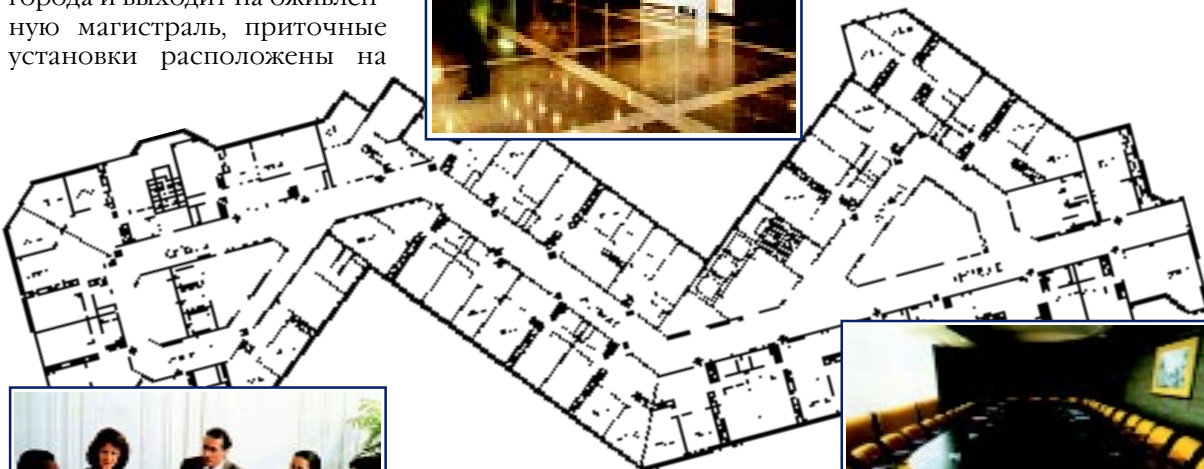 города и выходит на оживлен-
ную магистраль, приточные
установки расположены на